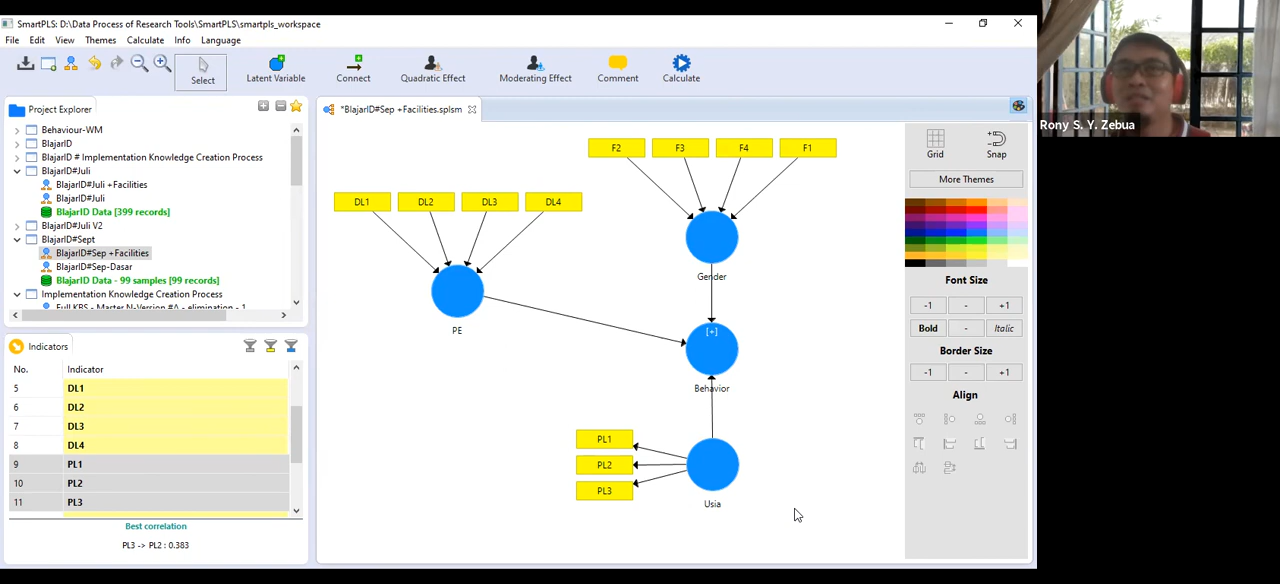 SmartPLS: D:\Data Process of Research Tools\SmartPLS\smartpls_workspace
File Edit View Themes Calculate Info Language
Select
Latent Variable
Connect
Quadratic Effect
Moderating Effect
Comment
Calculate
Rony S. Y. Zebua
Project Explorer
Behaviour-WM
BlajarID
BlajarID # Implementation Knowledge Creation Process
BlajarID#Juli
BlajarID#Juli +Facilities
BlajarID#Juli
BlajarID Data [399 records]
BlajarID#Juli V2
BlajarID#Sept
BlajarID#Sep +Facilities
BlajarID#Sep-Dasar
BlajarID Data - 99 samples [99 records]
Implementation Knowledge Creation Process
Full KBS - Master N-Version #A - elimination - 1
Indicators
No. Indicator
5 DL1
6 DL2
7 DL3
8 DL4
9 PL1
10 PL2
11 PL3
Best correlation
PL3 -> PL2 : 0.383
*BlajarID#Sep +Facilities.splsm
F2 F3 F4 F1
DL1 DL2 DL3 DL4
Gender
PE
[+]
Behavior
PL1
PL2
PL3
Usia
Grid Snap
More Themes
Font Size
-1 - +1
Bold - Italic
Border Size
-1 - +1
Align